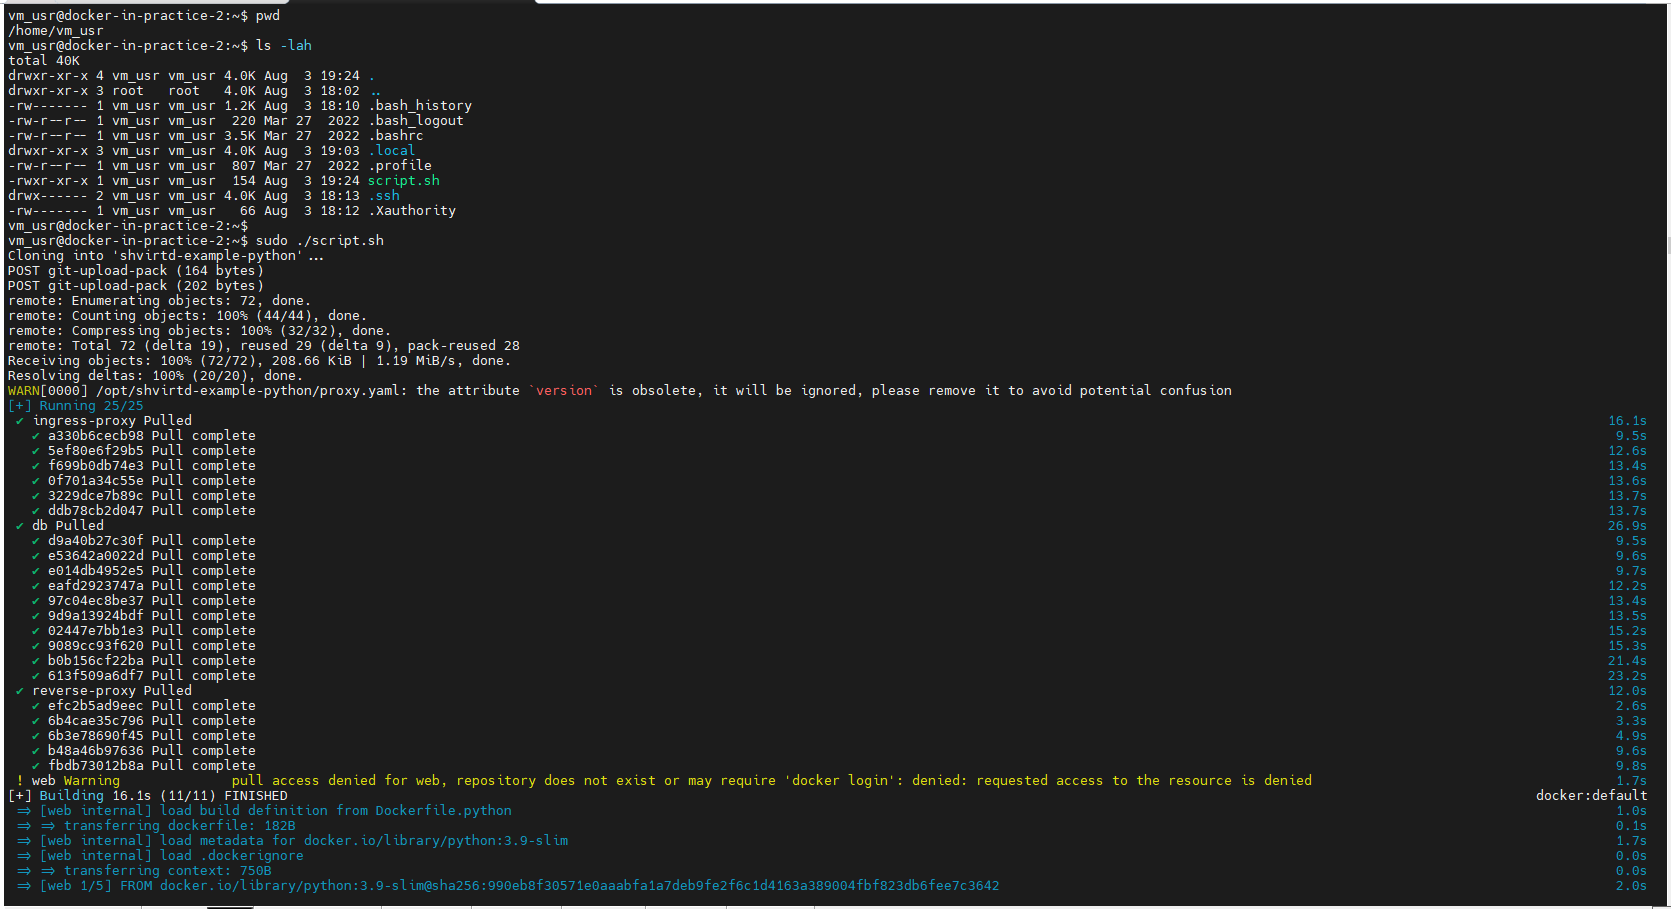 vm_usr@docker-in-practice-2:~$ pwd
/home/vm_usr
vm_usr@docker-in-practice-2:~$ ls -lah
total 40K
drwxr-xr-x 4 vm_usr vm_usr 4.0K Aug  3 19:24 .
drwxr-xr-x 3 root   root   4.0K Aug  3 18:02 ..
-rw------- 1 vm_usr vm_usr 1.2K Aug  3 18:10 .bash_history
-rw-r--r-- 1 vm_usr vm_usr  220 Mar 27  2022 .bash_logout
-rw-r--r-- 1 vm_usr vm_usr 3.5K Mar 27  2022 .bashrc
drwxr-xr-x 3 vm_usr vm_usr 4.0K Aug  3 19:03 .local
-rw-r--r-- 1 vm_usr vm_usr  807 Mar 27  2022 .profile
-rwxr-xr-x 1 vm_usr vm_usr  154 Aug  3 19:24 script.sh
drwx------ 2 vm_usr vm_usr 4.0K Aug  3 18:13 .ssh
-rw------- 1 vm_usr vm_usr   66 Aug  3 18:12 .Xauthority
vm_usr@docker-in-practice-2:~$
vm_usr@docker-in-practice-2:~$ sudo ./script.sh
Cloning into 'shvirtd-example-python'...
POST git-upload-pack (164 bytes)
POST git-upload-pack (202 bytes)
remote: Enumerating objects: 72, done.
remote: Counting objects: 100% (44/44), done.
remote: Compressing objects: 100% (32/32), done.
remote: Total 72 (delta 19), reused 29 (delta 9), pack-reused 28
Receiving objects: 100% (72/72), 208.66 KiB | 1.19 MiB/s, done.
Resolving deltas: 100% (20/20), done.
WARN[0000] /opt/shvirtd-example-python/proxy.yaml: the attribute `version` is obsolete, it will be ignored, please remove it to avoid potential confusion
[+] Running 25/25
✔ ingress-proxy Pulled 16.1s
✔ a330b6cecb98 Pull complete 9.5s
✔ 5ef80e6f29b5 Pull complete 12.6s
✔ f699b0db74e3 Pull complete 13.4s
✔ 0f701a34c55e Pull complete 13.6s
✔ 3229dce7b89c Pull complete 13.7s
✔ ddb78cb2d047 Pull complete 13.7s
✔ db Pulled 26.9s
✔ d9a40b27c30f Pull complete 9.5s
✔ e53642a0022d Pull complete 9.6s
✔ e014db4952e5 Pull complete 9.7s
✔ eafd2923747a Pull complete 12.2s
✔ 97c04ec8be37 Pull complete 13.4s
✔ 9d9a13924bdf Pull complete 13.5s
✔ 02447e7bb1e3 Pull complete 15.2s
✔ 9089cc93f620 Pull complete 15.3s
✔ b0b156cf22ba Pull complete 21.4s
✔ 613f509a6df7 Pull complete 23.2s
✔ reverse-proxy Pulled 12.0s
✔ efc2b5ad9eec Pull complete 2.6s
✔ 6b4cae35c796 Pull complete 3.3s
✔ 6b3e78690f45 Pull complete 4.9s
✔ b48a46b97636 Pull complete 9.6s
✔ fbdb73012b8a Pull complete 9.8s
! web Warning pull access denied for web, repository does not exist or may require 'docker login': denied: requested access to the resource is denied 1.7s
[+] Building 16.1s (11/11) FINISHED docker:default
=> [web internal] load build definition from Dockerfile.python 1.0s
=> => transferring dockerfile: 182B 0.1s
=> [web internal] load metadata for docker.io/library/python:3.9-slim 1.7s
=> [web internal] load .dockerignore 0.0s
=> => transferring context: 750B 0.0s
=> [web 1/5] FROM docker.io/library/python:3.9-slim@sha256:990eb8f30571e0aaabfa1a7deb9fe2f6c1d4163a389004fbf823db6fee7c3642 2.0s